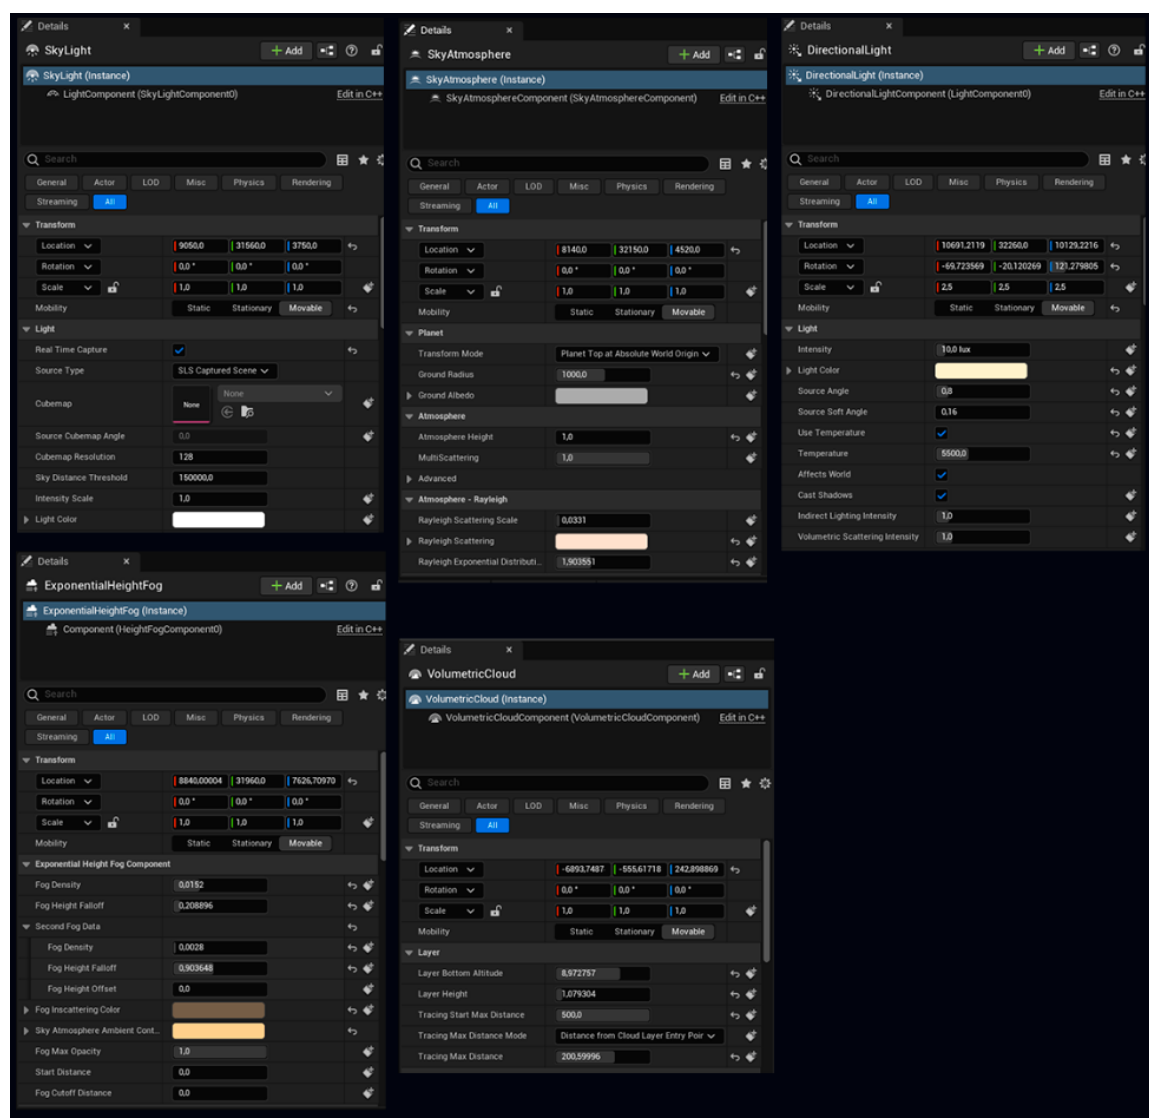 Details ×
SkyLight
+ Add
SkyLight (Instance)
LightComponent (SkyLightComponent0) Edit in C++
Search
General Actor LOD Misc Physics Rendering
Streaming All
Transform
Location 9050,0 31560,0 3750,0
Rotation 0,0 ° 0,0 ° 0,0 °
Scale 1,0 1,0 1,0
Mobility Static Stationary Movable
Light
Real Time Capture
Source Type SLS Captured Scene
Cubemap None None
Source Cubemap Angle 0,0
Cubemap Resolution 128
Sky Distance Threshold 150000,0
Intensity Scale 1,0
Light Color
Details ×
SkyAtmosphere
+ Add
SkyAtmosphere (Instance)
SkyAtmosphereComponent (SkyAtmosphereComponent) Edit in C++
Search
General Actor LOD Misc Physics Rendering
Streaming All
Transform
Location 8140,0 32150,0 4520,0
Rotation 0,0 ° 0,0 ° 0,0 °
Scale 1,0 1,0 1,0
Mobility Static Stationary Movable
Planet
Transform Mode Planet Top at Absolute World Origin
Ground Radius 1000,0
Ground Albedo
Atmosphere
Atmosphere Height 1,0
MultiScattering 1,0
Advanced
Atmosphere - Rayleigh
Rayleigh Scattering Scale 0,0331
Rayleigh Scattering
Rayleigh Exponential Distributi... 1,903551
Details ×
DirectionalLight
+ Add
DirectionalLight (Instance)
DirectionalLightComponent (LightComponent0) Edit in C++
Search
General Actor LOD Misc Physics Rendering
Streaming All
Transform
Location 10691,2119 32260,0 10129,2216
Rotation -69,723569 -20,120269 121,279805
Scale 2,5 2,5 2,5
Mobility Static Stationary Movable
Light
Intensity 10,0 lux
Light Color
Source Angle 0,8
Source Soft Angle 0,16
Use Temperature
Temperature 5500,0
Affects World
Cast Shadows
Indirect Lighting Intensity 1,0
Volumetric Scattering Intensity 1,0
Details ×
ExponentialHeightFog
+ Add
ExponentialHeightFog (Instance)
Component (HeightFogComponent0) Edit in C++
Search
General Actor LOD Misc Physics Rendering
Streaming All
Transform
Location 8840,00004 31960,0 7626,70970
Rotation 0,0 ° 0,0 ° 0,0 °
Scale 1,0 1,0 1,0
Mobility Static Stationary Movable
Exponential Height Fog Component
Fog Density 0,0152
Fog Height Falloff 0,208896
Second Fog Data
Fog Density 0,0028
Fog Height Falloff 0,903648
Fog Height Offset 0,0
Fog Inscattering Color
Sky Atmosphere Ambient Cont...
Fog Max Opacity 1,0
Start Distance 0,0
Fog Cutoff Distance 0,0
Details ×
VolumetricCloud
+ Add
VolumetricCloud (Instance)
VolumetricCloudComponent (VolumetricCloudComponent) Edit in C++
Search
General Actor LOD Misc Physics Rendering
Streaming All
Transform
Location -6893,7487 -555,61718 242,898869
Rotation 0,0 ° 0,0 ° 0,0 °
Scale 1,0 1,0 1,0
Mobility Static Stationary Movable
Layer
Layer Bottom Altitude 8,972757
Layer Height 1,079304
Tracing Start Max Distance 500,0
Tracing Max Distance Mode Distance from Cloud Layer Entry Poir
Tracing Max Distance 200,59996